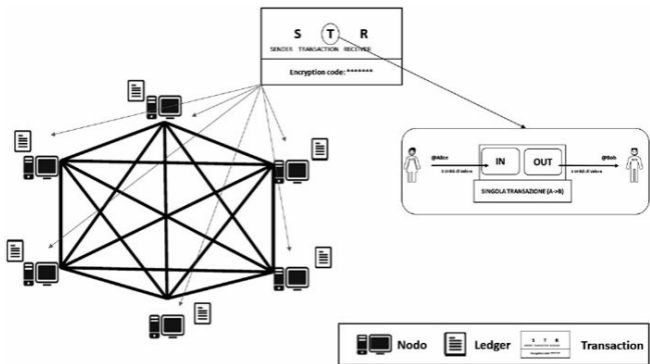 S T R
SENDER TRANSACTION RECEIVER
Encryption code: *******
@Alice
IN
OUT
@Bob
SINGOLA TRANSAZIONE (A->B)
Nodo
Ledger
S T R
Transaction